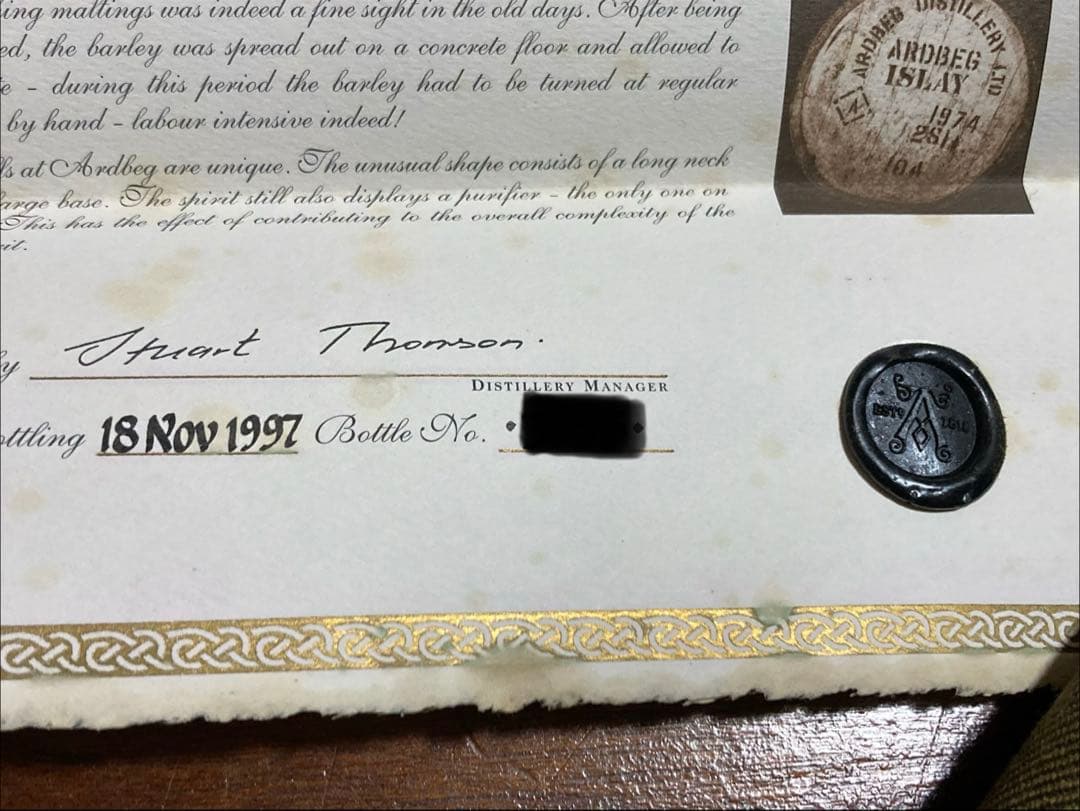 ing maltings was indeed a fine sight in the old days. After being
ed, the barley was spread out on a concrete floor and allowed to
e – during this period the barley had to be turned at regular
by hand – labour intensive indeed!
ls at Ardbeg are unique. The unusual shape consists of a long neck
arge base. The spirit still also displays a purifier – the only one on
This has the effect of contributing to the overall complexity of the
rit.
ARDBEG DISTILLERY LTD
ARDBEG
ISLAY
1974
y Stuart Thomson.
DISTILLERY MANAGER
ottling 18 Nov 1997 Bottle No.
ESTD A 1815